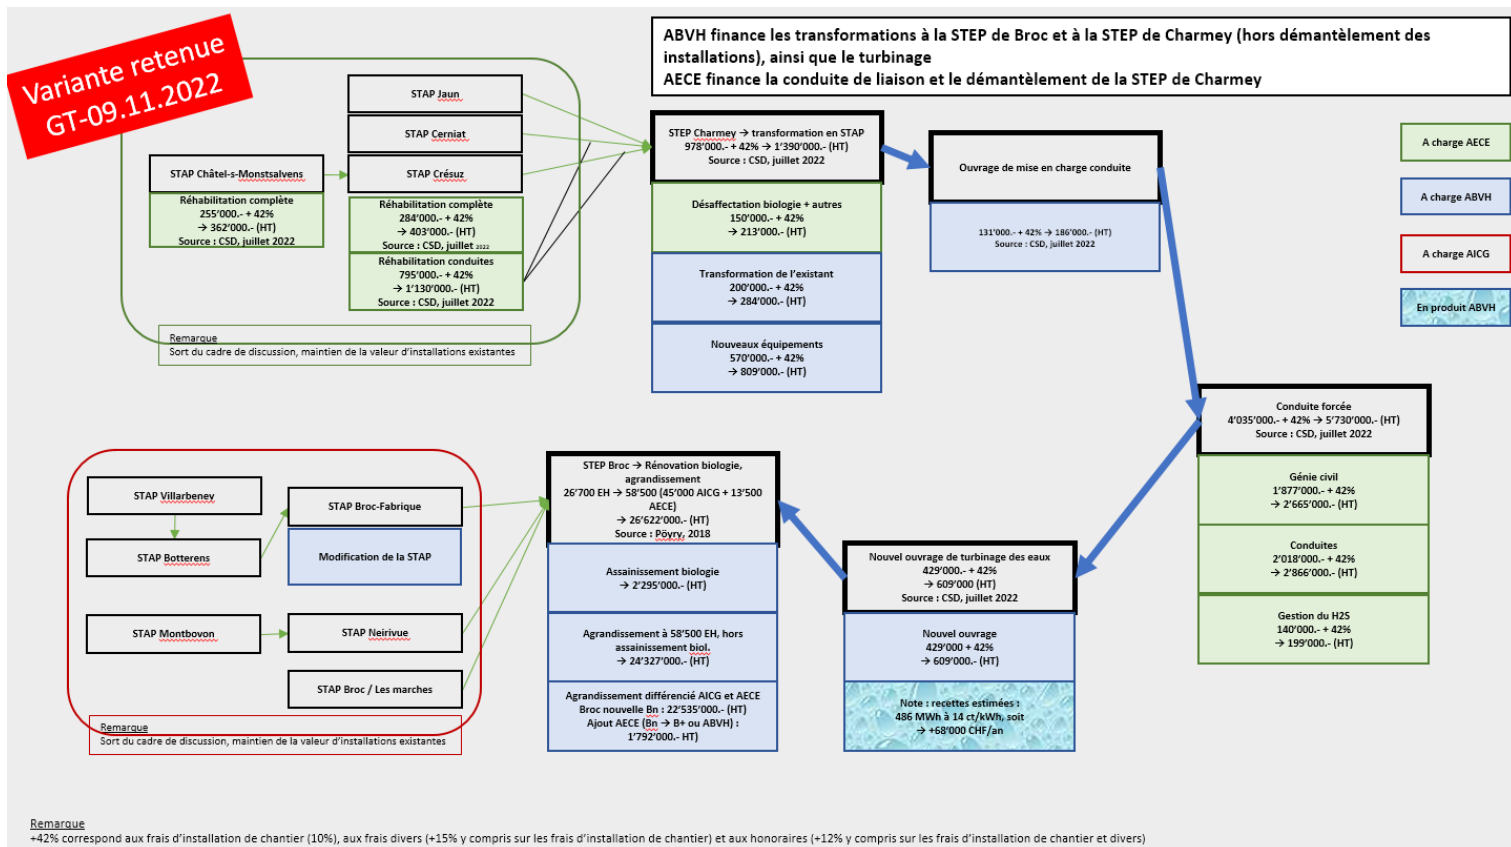 Variante retenue
GT-09.11.2022
ABVH finance les transformations à la STEP de Broc et à la STEP de Charmey (hors démantèlement des
installations), ainsi que le turbinage
AECE finance la conduite de liaison et le démantèlement de la STEP de Charmey
STAP Jaun
STAP Cerniat
STAP Châtel-s-Monstsalvens
Réhabilitation complète
255'000.- + 42%
→ 362'000.- (HT)
Source : CSD, juillet 2022
STAP Crésuz
Réhabilitation complète
284'000.- + 42%
→ 403'000.- (HT)
Source : CSD, juillet 2022
Réhabilitation conduites
795'000.- + 42%
→ 1'130'000.- (HT)
Source : CSD, juillet 2022
Remarque
Sort du cadre de discussion, maintien de la valeur d'installations existantes
STEP Charmey → transformation en STAP
978'000.- + 42% → 1'390'000.- (HT)
Source : CSD, juillet 2022
Désaffectation biologie + autres
150'000.- + 42%
→ 213'000.- (HT)
Transformation de l'existant
200'000.- + 42%
→ 284'000.- (HT)
Nouveaux équipements
570'000.- + 42%
→ 809'000.- (HT)
Ouvrage de mise en charge conduite
131'000.- + 42% → 186'000.- (HT)
Source : CSD, juillet 2022
A charge AECE
A charge ABVH
A charge AICG
En produit ABVH
Conduite forcée
4'035'000.- + 42% → 5'730'000.- (HT)
Source : CSD, juillet 2022
Génie civil
1'877'000.- + 42%
→ 2'665'000.- (HT)
Conduites
2'018'000.- + 42%
→ 2'866'000.- (HT)
Gestion du H2S
140'000.- + 42%
→ 199'000.- (HT)
STAP Villarbeney
STAP Botterens
STAP Broc-Fabrique
Modification de la STAP
STAP Montbovon
STAP Neirivue
STAP Broc / Les marches
Remarque
Sort du cadre de discussion, maintien de la valeur d'installations existantes
STEP Broc → Rénovation biologie,
agrandissement
26'700 EH → 58'500 (45'000 AICG + 13'500
AECE)
→ 26'622'000.- (HT)
Source : Pöyry, 2018
Assainissement biologie
→ 2'295'000.- (HT)
Agrandissement à 58'500 EH, hors
assainissement biol.
→ 24'327'000.- (HT)
Agrandissement différencié AICG et AECE
Broc nouvelle Bn : 22'535'000.- (HT)
Ajout AECE (Bn → B+ ou ABVH) :
1'792'000.- HT)
Nouvel ouvrage de turbinage des eaux
429'000.- + 42%
→ 609'000 (HT)
Source : CSD, juillet 2022
Nouvel ouvrage
429'000 + 42%
→ 609'000.- (HT)
Note : recettes estimées :
486 MWh à 14 ct/kWh, soit
→ +68'000 CHF/an
Remarque
+42% correspond aux frais d'installation de chantier (10%), aux frais divers (+15% y compris sur les frais d'installation de chantier) et aux honoraires (+12% y compris sur les frais d'installation de chantier et divers)